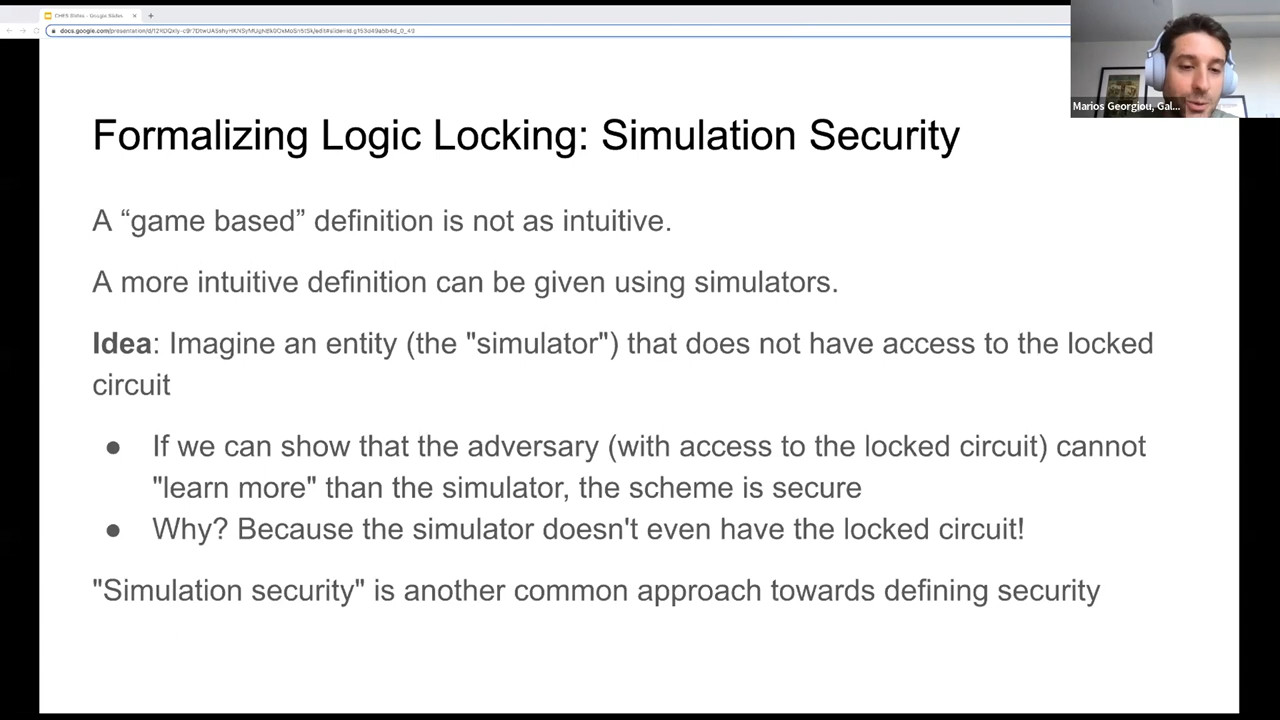 CHES Slides - Google Slides
Marios Georgiou, Gal...
Formalizing Logic Locking: Simulation Security
A “game based” definition is not as intuitive.
A more intuitive definition can be given using simulators.
Idea: Imagine an entity (the "simulator") that does not have access to the locked
circuit
● If we can show that the adversary (with access to the locked circuit) cannot
"learn more" than the simulator, the scheme is secure
● Why? Because the simulator doesn't even have the locked circuit!
"Simulation security" is another common approach towards defining security